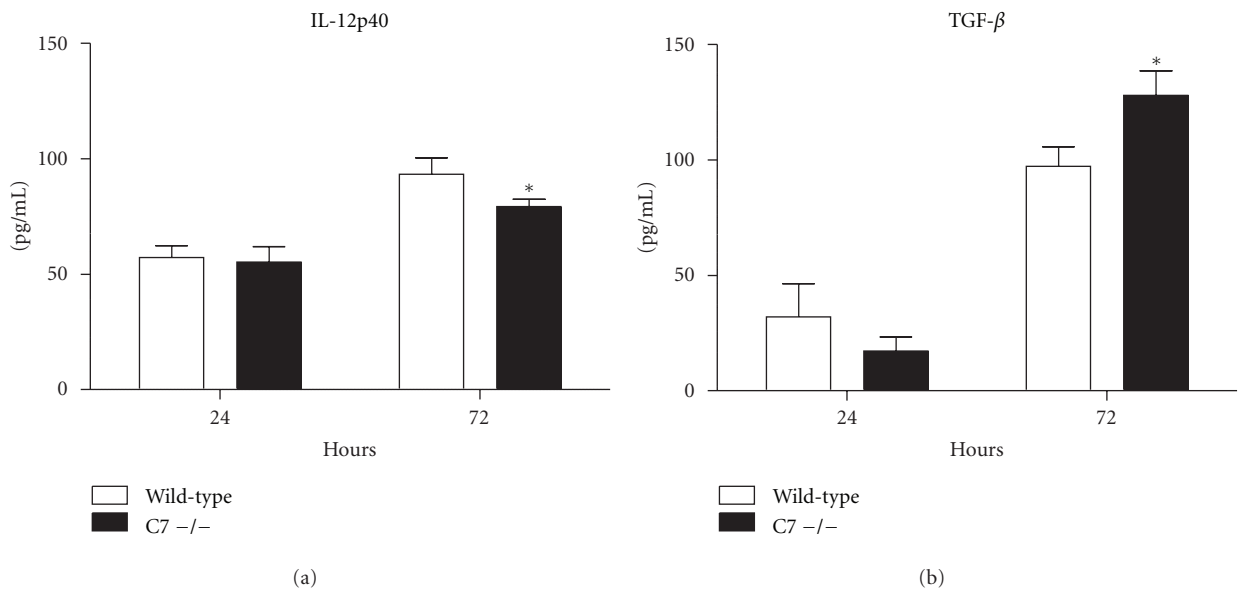 IL-12p40
150
100
50
0
(pg/mL)
*
24
72
Hours
Wild-type
C7 −/−
(a)
TGF-β
150
100
50
0
(pg/mL)
*
24
72
Hours
Wild-type
C7 −/−
(b)